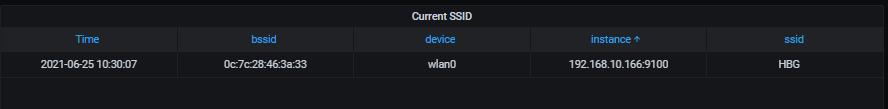 Current SSID
Time bssid device instance ↑ ssid
2021-06-25 10:30:07 0c:7c:28:46:3a:33 wlan0 192.168.10.166:9100 HBG